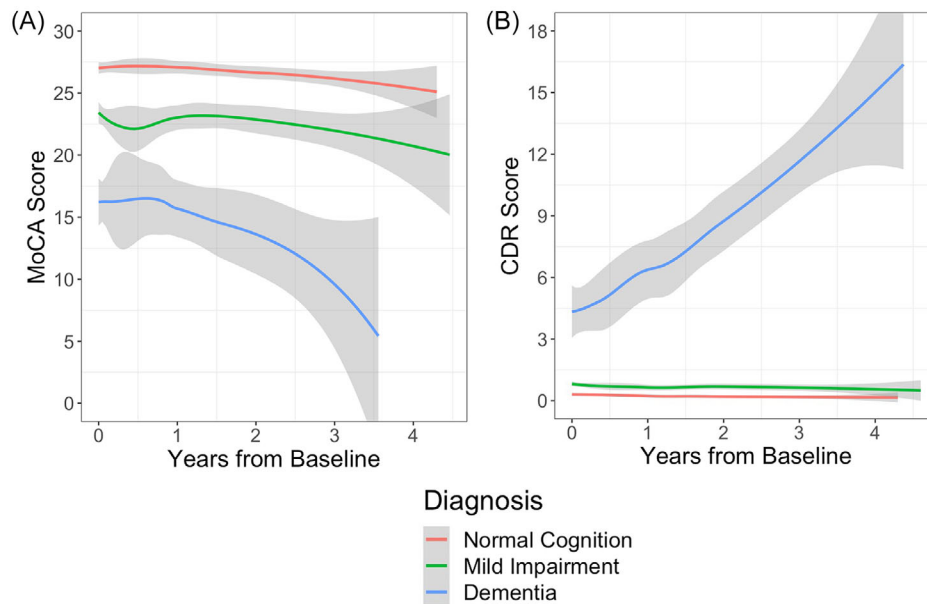 (A)
MoCA Score
30
25
20
15
10
5
0
0 1 2 3 4
Years from Baseline
(B)
CDR Score
18
15
12
9
6
3
0
0 1 2 3 4
Years from Baseline
Diagnosis
Normal Cognition
Mild Impairment
Dementia